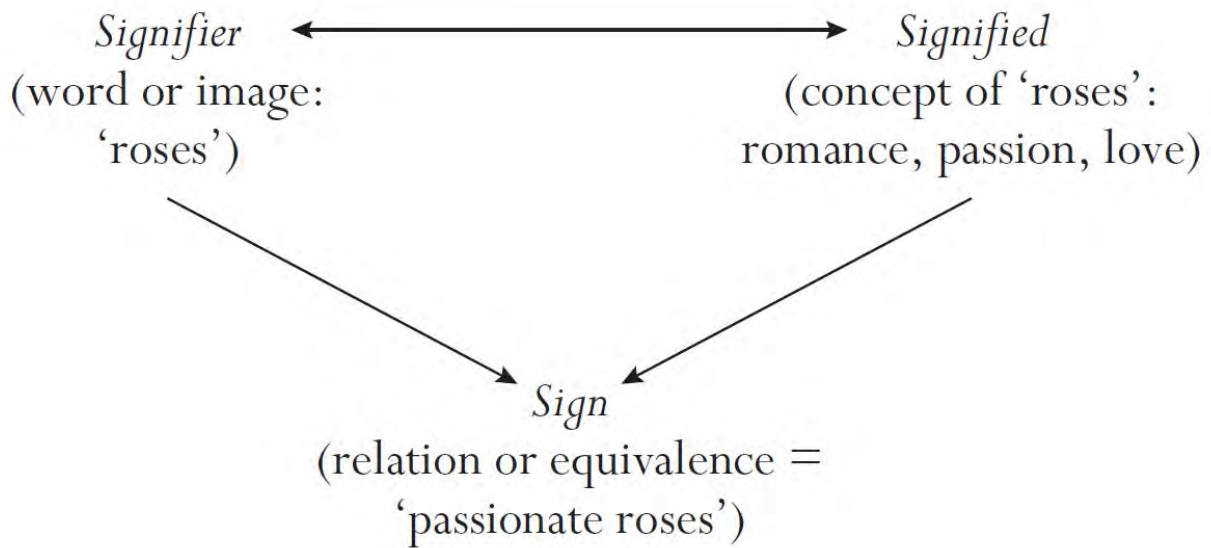 Signifier
(word or image:
‘roses’)
Signified
(concept of ‘roses’:
romance, passion, love)
Sign
(relation or equivalence =
‘passionate roses’)